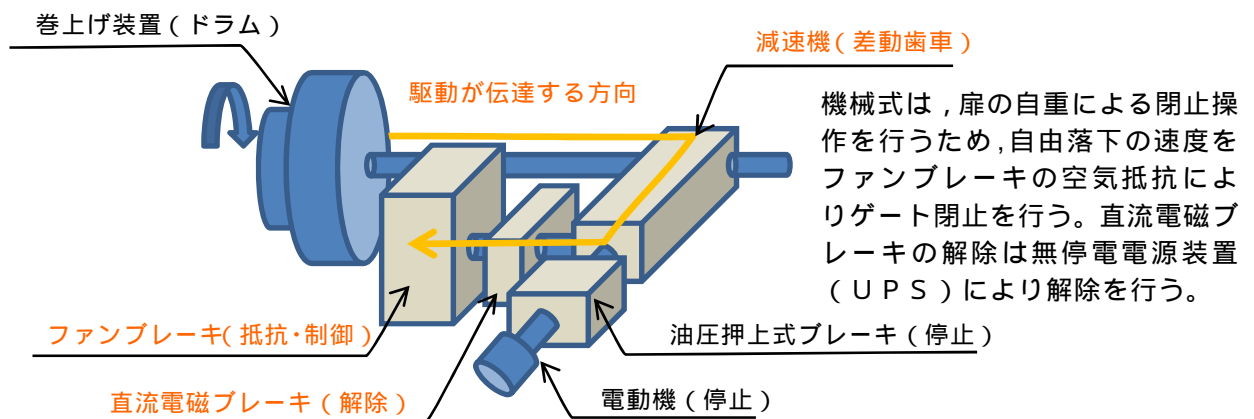 巻上げ装置(ドラム)
減速機(差動歯車)
駆動が伝達する方向
機械式は,扉の自重による閉止操
作を行うため,自由落下の速度を
ファンブレーキの空気抵抗によ
りゲート閉止を行う。直流電磁ブ
レーキの解除は無停電電源装置
(UPS)により解除を行う。
ファンブレーキ(抵抗・制御)
油圧押上式ブレーキ(停止)
直流電磁ブレーキ(解除)
電動機(停止)